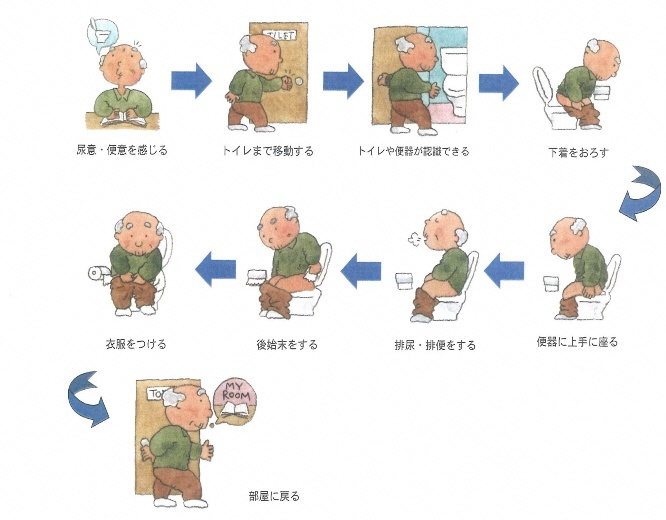 TOILET
尿意・便意を感じる
トイレまで移動する
トイレや便器が認識できる
下着をおろす
便器に上手に座る
排尿・排便をする
後始末をする
衣服をつける
TO
MY
ROOM
部屋に戻る